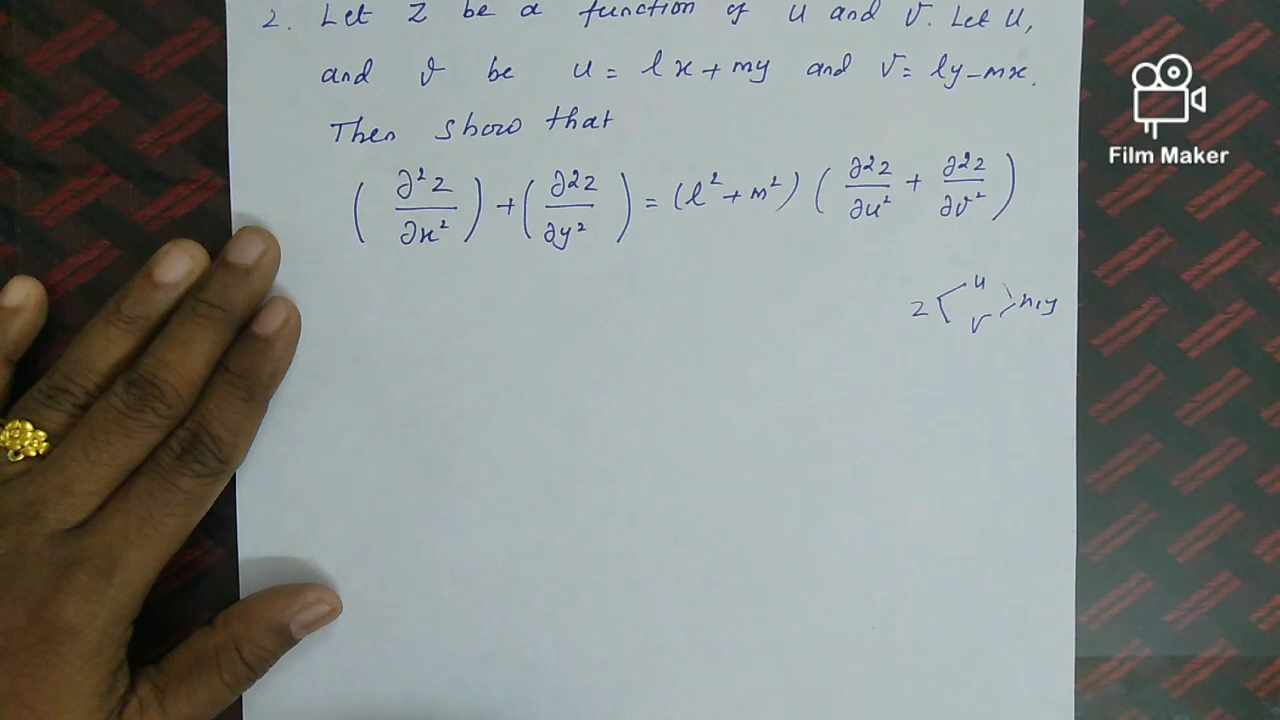 2. Let Z be a function of u and v. Let u,
and v be u = lx + my and v = ly - mx.
Then show that
(∂²z/∂x²) + (∂²z/∂y²) = (l² + m²) (∂²z/∂u² + ∂²z/∂v²)
z < u v > x, y
Film Maker